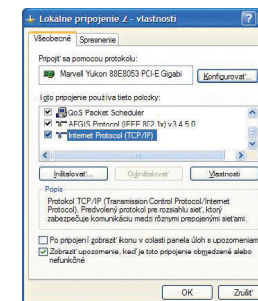 Lokálne pripojenie 2 - vlastnosti
Všeobecné Spresnenie
Pripojiť sa pomocou protokolu:
Marvell Yukon 88E8053 PCI-E Gigabi
Konfigurovať...
Toto pripojenie používa tieto položky:
QoS Packet Scheduler
AEGIS Protocol (IEEE 802.1x) v3.4.5.0
Internet Protocol (TCP/IP)
Inštalovať... Odinštalovať Vlastnosti
Popis
Protokol TCP/IP (Transmission Control Protocol/Internet
Protocol). Predvolený protokol pre rozsiahlu sieť, ktorý
zabezpečuje komunikáciu medzi rôznymi prepojenými sieťami.
Po pripojení zobraziť ikonu v oblasti panela úloh s upozorneniam
Zobraziť upozornenie, keď je toto pripojenie obmedzené alebo
nefunkčné
OK Zrušiť